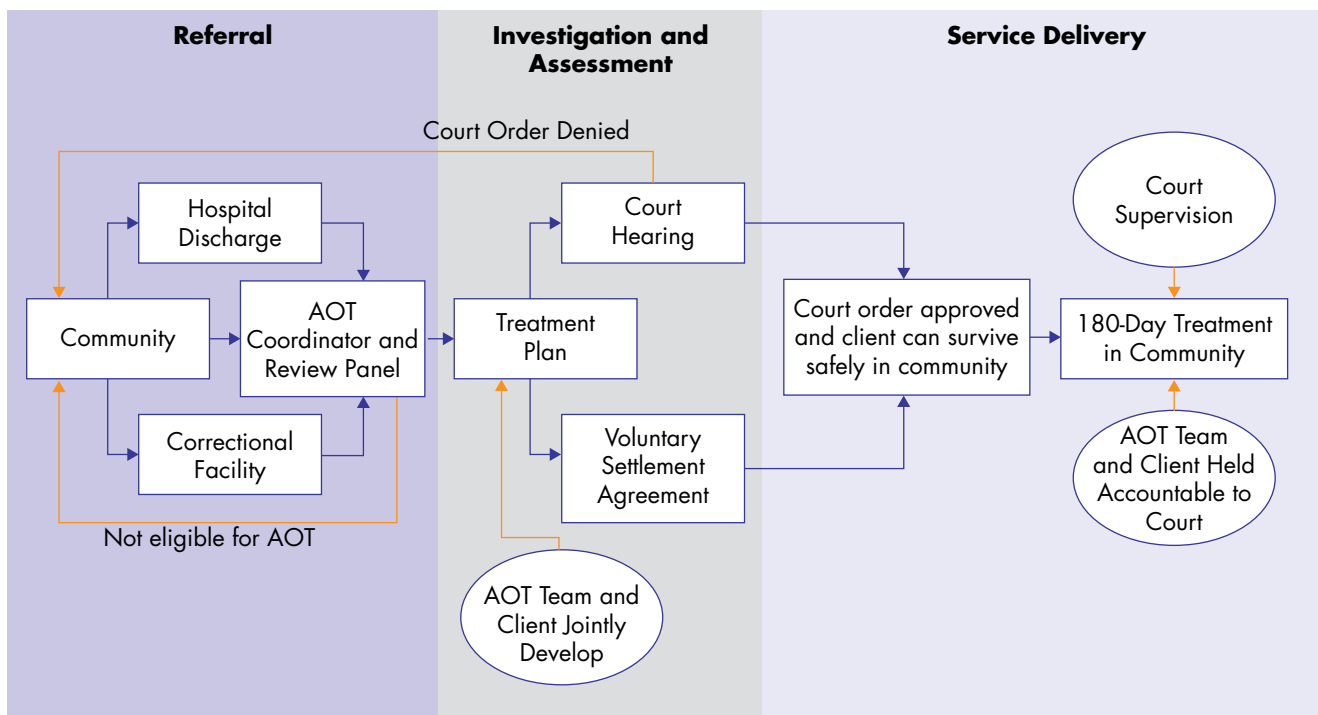 Referral
Investigation and
Assessment
Service Delivery
Court Order Denied
Hospital
Discharge
Community
AOT
Coordinator and
Review Panel
Correctional
Facility
Not eligible for AOT
Court
Hearing
Treatment
Plan
Voluntary
Settlement
Agreement
AOT Team and
Client Jointly
Develop
Court order approved
and client can survive
safely in community
Court
Supervision
180-Day Treatment
in Community
AOT Team
and Client Held
Accountable to
Court